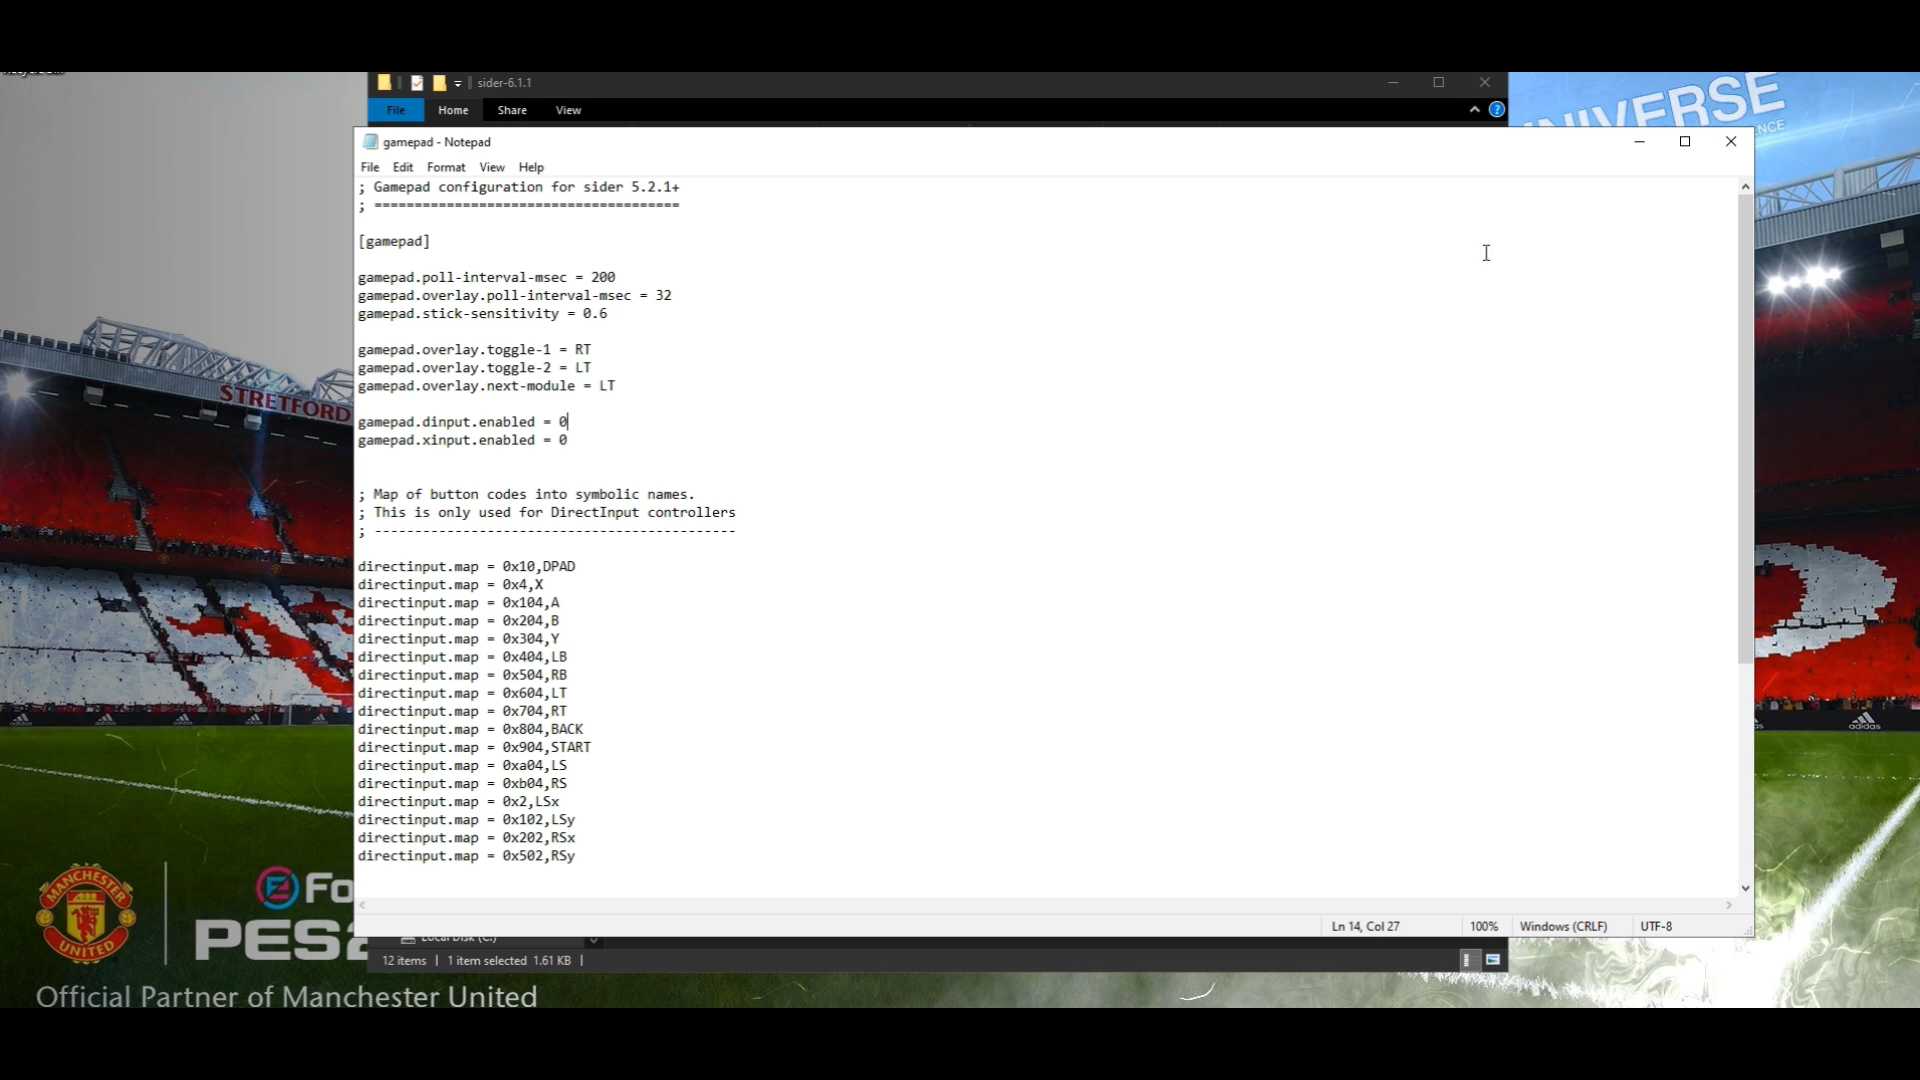 sider-6.1.1
File Home Share View
UNIVERSE
gamepad - Notepad
File Edit Format View Help
; Gamepad configuration for sider 5.2.1+
; ======================================
[gamepad]
gamepad.poll-interval-msec = 200
gamepad.overlay.poll-interval-msec = 32
gamepad.stick-sensitivity = 0.6
gamepad.overlay.toggle-1 = RT
gamepad.overlay.toggle-2 = LT
gamepad.overlay.next-module = LT
gamepad.dinput.enabled = 0
gamepad.xinput.enabled = 0
; Map of button codes into symbolic names.
; This is only used for DirectInput controllers
; ---------------------------------------------
directinput.map = 0x10,DPAD
directinput.map = 0x4,X
directinput.map = 0x104,A
directinput.map = 0x204,B
directinput.map = 0x304,Y
directinput.map = 0x404,LB
directinput.map = 0x504,RB
directinput.map = 0x604,LT
directinput.map = 0x704,RT
directinput.map = 0x804,BACK
directinput.map = 0x904,START
directinput.map = 0xa04,LS
directinput.map = 0xb04,RS
directinput.map = 0x2,LSx
directinput.map = 0x102,LSy
directinput.map = 0x202,RSx
directinput.map = 0x502,RSy
Ln 14, Col 27 100% Windows (CRLF) UTF-8
Local Disk (C:)
12 items 1 item selected 1.61 KB
STRETFORD
adidas
MANCHESTER UNITED
PES
Official Partner of Manchester United